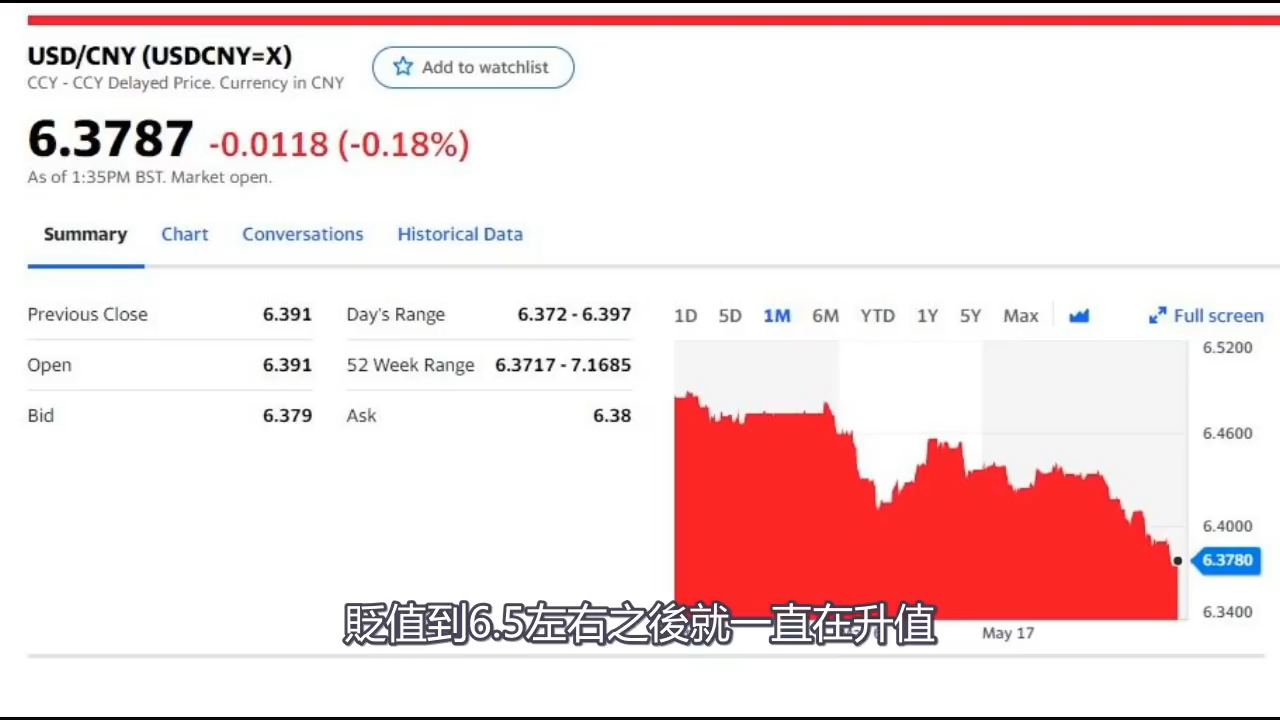 USD/CNY (USDCNY=X)
Add to watchlist
CCY - CCY Delayed Price. Currency in CNY
6.3787 -0.0118 (-0.18%)
As of 1:35PM BST. Market open.
Summary Chart Conversations Historical Data
Previous Close 6.391
Open 6.391
Bid 6.379
Day's Range 6.372 - 6.397
52 Week Range 6.3717 - 7.1685
Ask 6.38
1D 5D 1M 6M YTD 1Y 5Y Max Full screen
6.5200
6.4600
6.4000
6.3780
6.3400
May 17
貶值到6.5左右之後就一直在升值